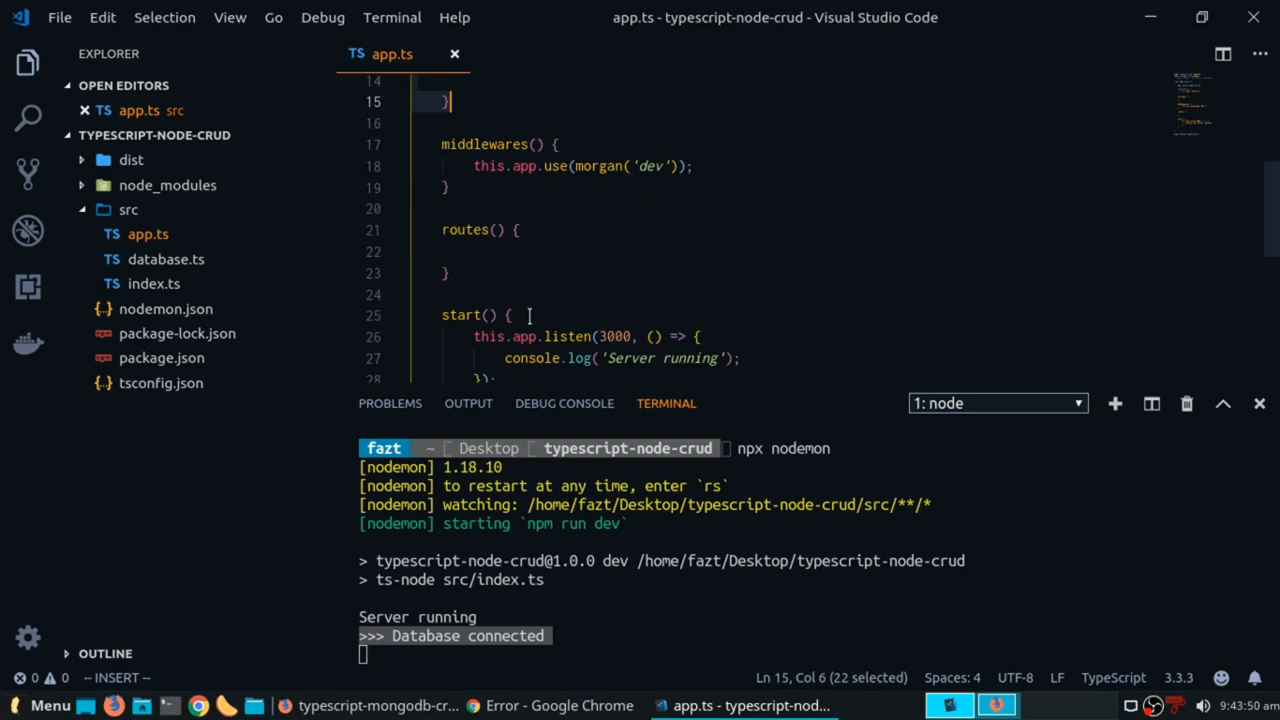 File Edit Selection View Go Debug Terminal Help app.ts - typescript-node-crud - Visual Studio Code
EXPLORER
OPEN EDITORS
TS app.ts src
TYPESCRIPT-NODE-CRUD
dist
node_modules
src
TS app.ts
TS database.ts
TS index.ts
{..} nodemon.json
package-lock.json
package.json
{..} tsconfig.json
OUTLINE
TS app.ts
14
15 }
16
17 middlewares() {
18 this.app.use(morgan('dev'));
19 }
20
21 routes() {
22
23 }
24
25 start() {
26 this.app.listen(3000, () => {
27 console.log('Server running');
28 });
PROBLEMS OUTPUT DEBUG CONSOLE TERMINAL 1: node
fazt ~ Desktop typescript-node-crud npx nodemon
[nodemon] 1.18.10
[nodemon] to restart at any time, enter `rs`
[nodemon] watching: /home/fazt/Desktop/typescript-node-crud/src/**/*
[nodemon] starting `npm run dev`
> typescript-node-crud@1.0.0 dev /home/fazt/Desktop/typescript-node-crud
> ts-node src/index.ts
Server running
>>> Database connected
0 0 -- INSERT -- Ln 15, Col 6 (22 selected) Spaces: 4 UTF-8 LF TypeScript 3.3.3
Menu typescript-mongodb-cr... Error - Google Chrome app.ts - typescript-nod... 9:43:50 am